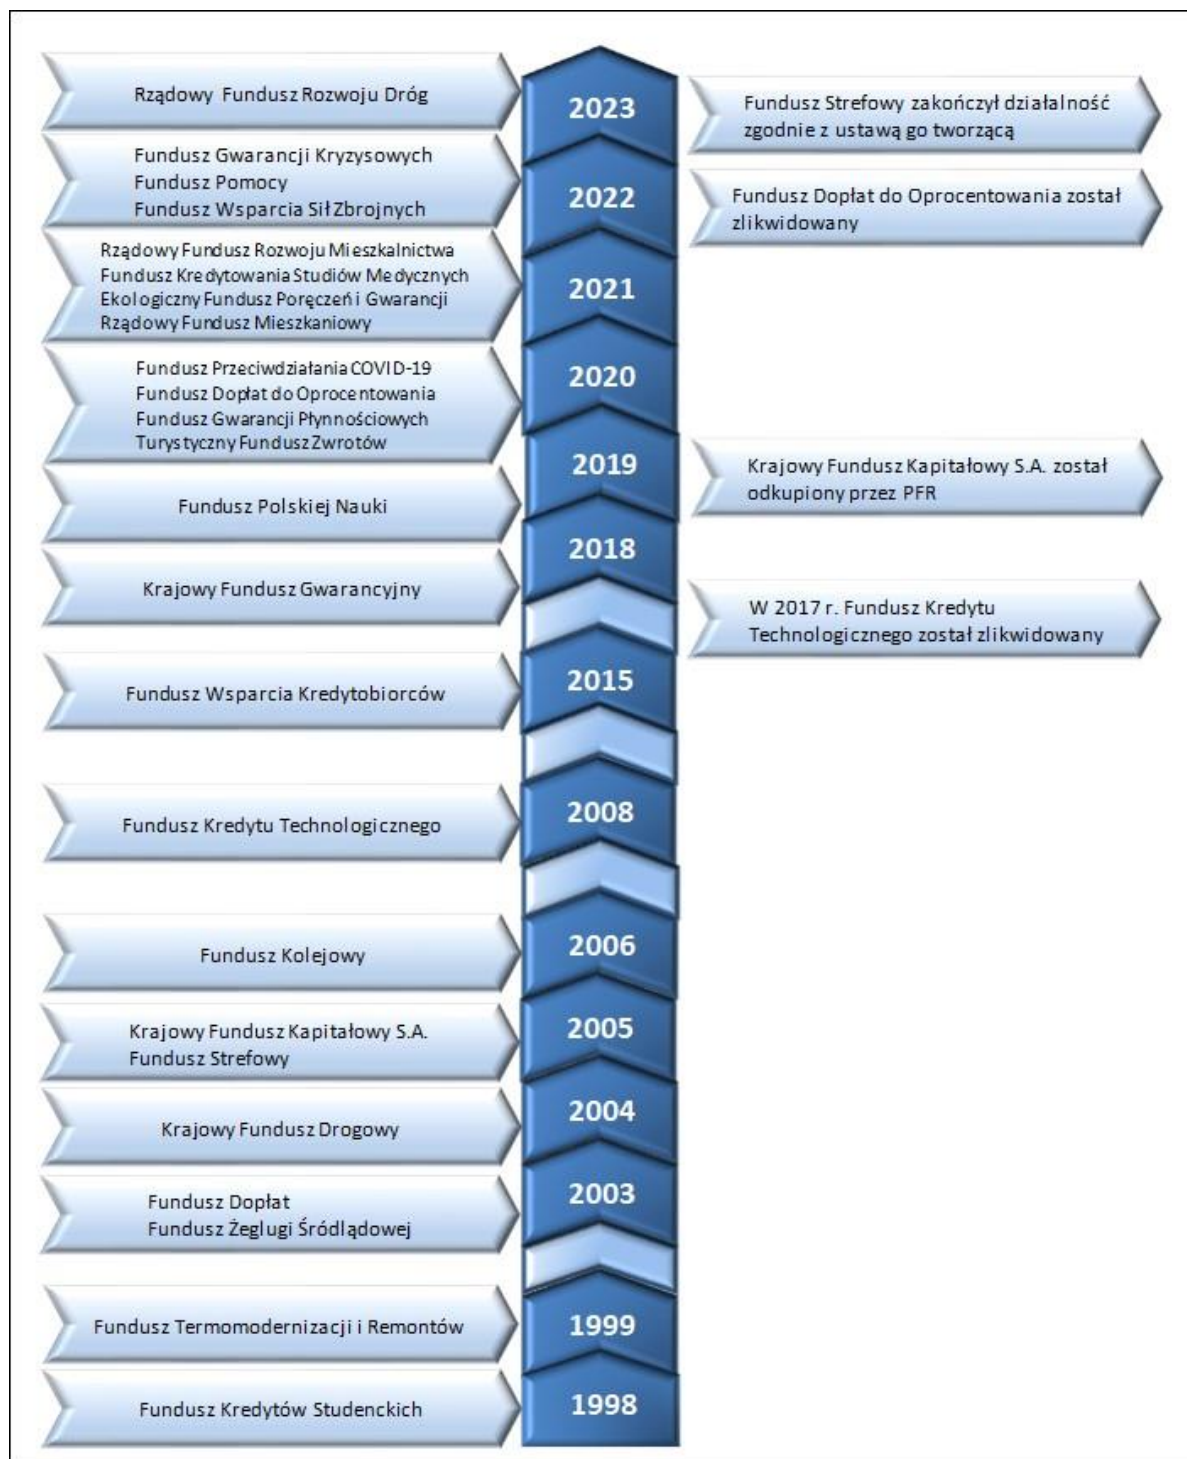 Rządowy Fundusz Rozwoju Dróg
2023
Fundusz Strefowy zakończył działalność
zgodnie z ustawą go tworzącą
Fundusz Gwarancji Kryzysowych
Fundusz Pomocy
Fundusz Wsparcia Sił Zbrojnych
2022
Fundusz Dopłat do Oprocentowania został
zlikwidowany
Rządowy Fundusz Rozwoju Mieszkalnictwa
Fundusz Kredytowania Studiów Medycznych
Ekologiczny Fundusz Poręczeń i Gwarancji
Rządowy Fundusz Mieszkaniowy
2021
Fundusz Przeciwdziałania COVID-19
Fundusz Dopłat do Oprocentowania
Fundusz Gwarancji Płynnościowych
Turystyczny Fundusz Zwrotów
2020
Fundusz Polskiej Nauki
2019
Krajowy Fundusz Kapitałowy S.A. został
odkupiony przez PFR
Krajowy Fundusz Gwarancyjny
2018
W 2017 r. Fundusz Kredytu
Technologicznego został zlikwidowany
Fundusz Wsparcia Kredytobiorców
2015
Fundusz Kredytu Technologicznego
2008
Fundusz Kolejowy
2006
Krajowy Fundusz Kapitałowy S.A.
Fundusz Strefowy
2005
Krajowy Fundusz Drogowy
2004
Fundusz Dopłat
Fundusz Żeglugi Śródlądowej
2003
Fundusz Termomodernizacji i Remontów
1999
Fundusz Kredytów Studenckich
1998